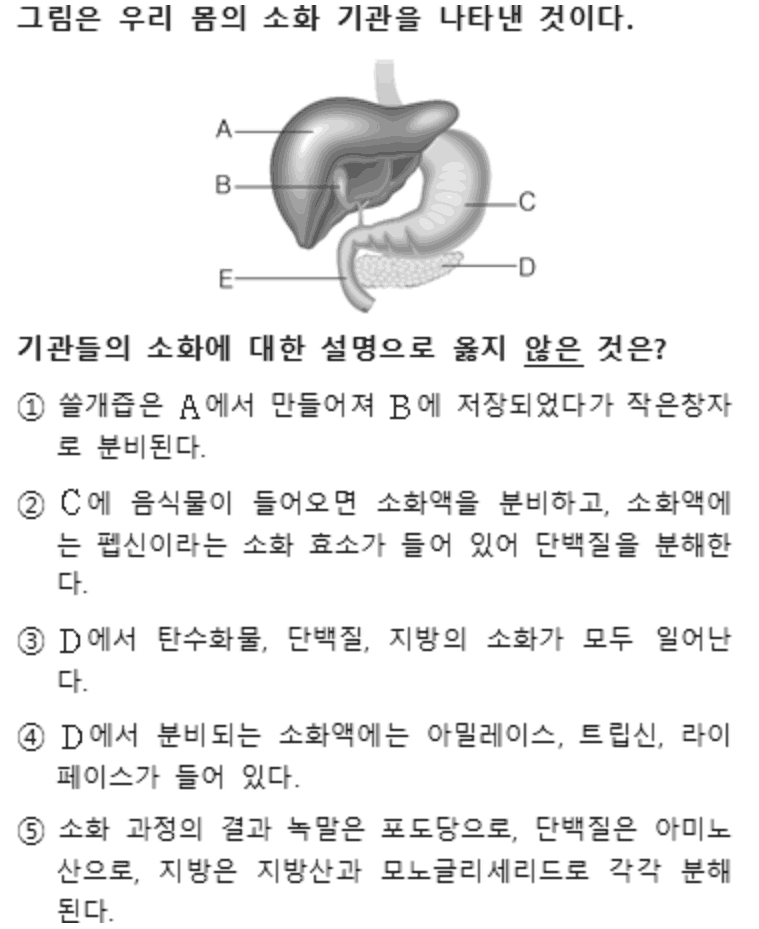 그림은 우리 몸의 소화 기관을 나타낸 것이다.
A
B
C
D
E
기관들의 소화에 대한 설명으로 옳지 않은 것은?
① 쓸개즙은 A에서 만들어져 B에 저장되었다가 작은창자
로 분비된다.
② C에 음식물이 들어오면 소화액을 분비하고, 소화액에
는 펩신이라는 소화 효소가 들어 있어 단백질을 분해한
다.
③ D에서 탄수화물, 단백질, 지방의 소화가 모두 일어난
다.
④ D에서 분비되는 소화액에는 아밀레이스, 트립신, 라이
페이스가 들어 있다.
⑤ 소화 과정의 결과 녹말은 포도당으로, 단백질은 아미노
산으로, 지방은 지방산과 모노글리세리드로 각각 분해
된다.